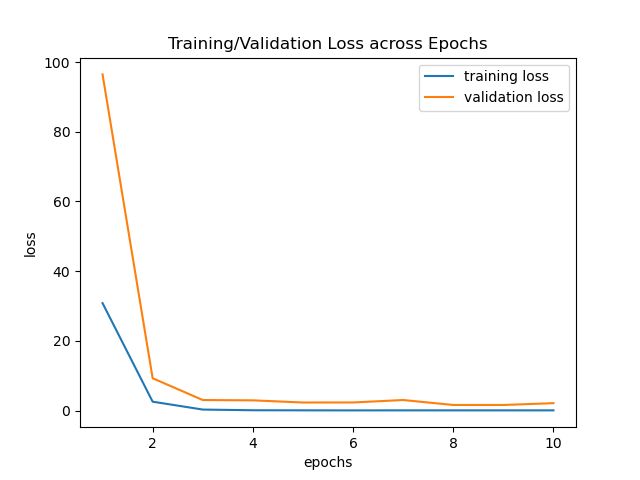 Training/Validation Loss across Epochs
training loss
validation loss
100
80
60
40
20
0
loss
2 4 6 8 10
epochs